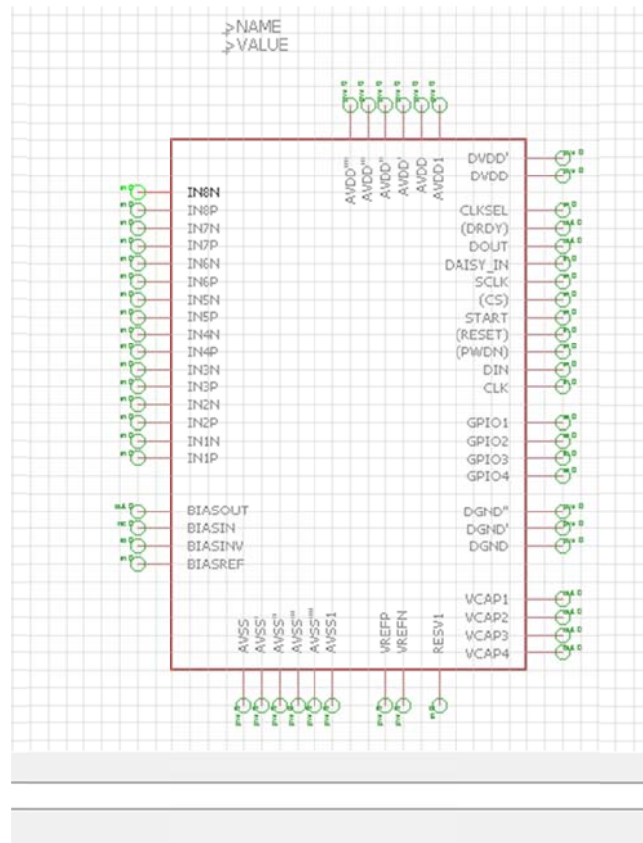 >NAME
>VALUE
AVDD"" AVDD"' AVDD" AVDD' AVDD AVDD1
IN8N
IN8P
IN7N
IN7P
IN6N
IN6P
IN5N
IN5P
IN4N
IN4P
IN3N
IN3P
IN2N
IN2P
IN1N
IN1P
BIASOUT
BIASIN
BIASINV
BIASREF
DVDD'
DVDD
CLKSEL
(DRDY)
DOUT
DAISY_IN
SCLK
(CS)
START
(RESET)
(PWDN)
DIN
CLK
GPIO1
GPIO2
GPIO3
GPIO4
DGND"
DGND'
DGND
VCAP1
VCAP2
VCAP3
VCAP4
AVSS AVSS' AVSS" AVSS"' AVSS"" AVSS1 VREFP VREFN RESV1